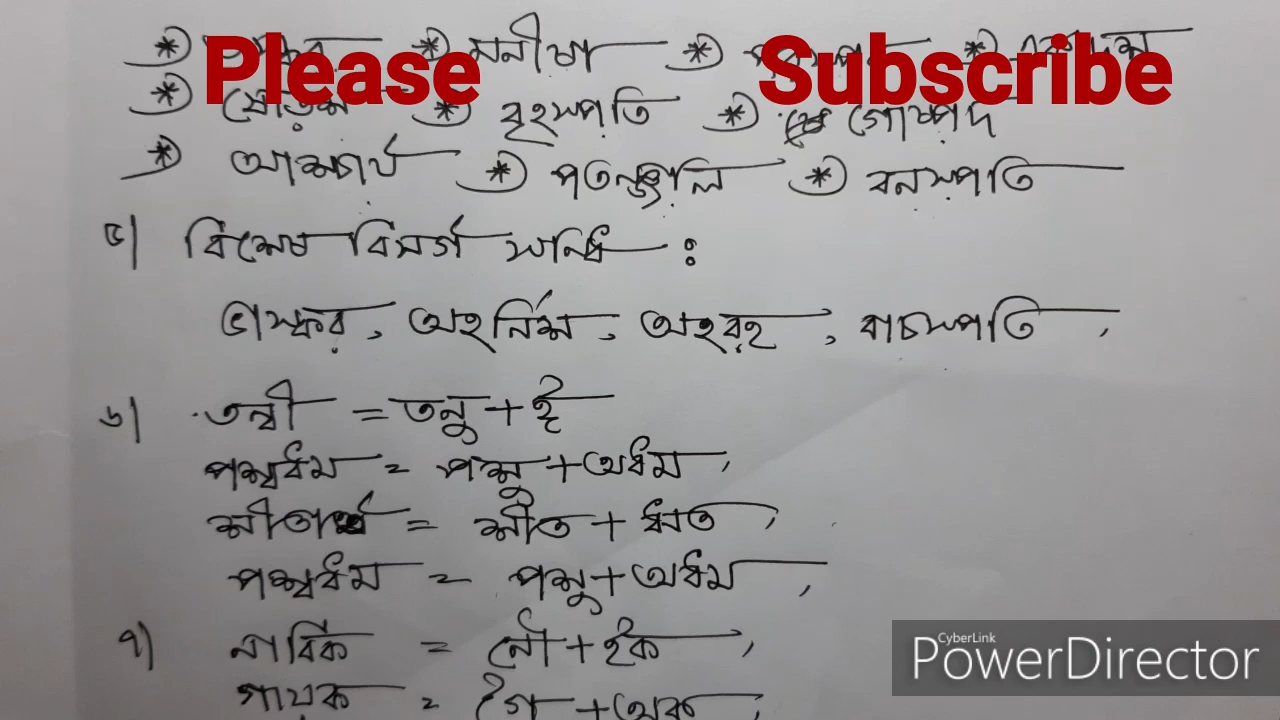 Please Subscribe
* মনীষা * *
* ষোড়শ * বৃহস্পতি * গোষ্পদ
* আশ্চর্য * পতঞ্জলি * বনস্পতি
৫| বিশেষ বিসর্গ সন্ধি :
ভাস্কর, অহর্নিশ, অহরহ, বাচস্পতি,
৬| তন্বী = তনু + ঈ
পশ্বধম = পশু + অধম,
শীতার্ত = শীত + ঋত,
পশ্বধম = পশু + অধম,
৭| নাবিক = নৌ + ইক,
গায়ক = গৈ + অক,
CyberLink
PowerDirector